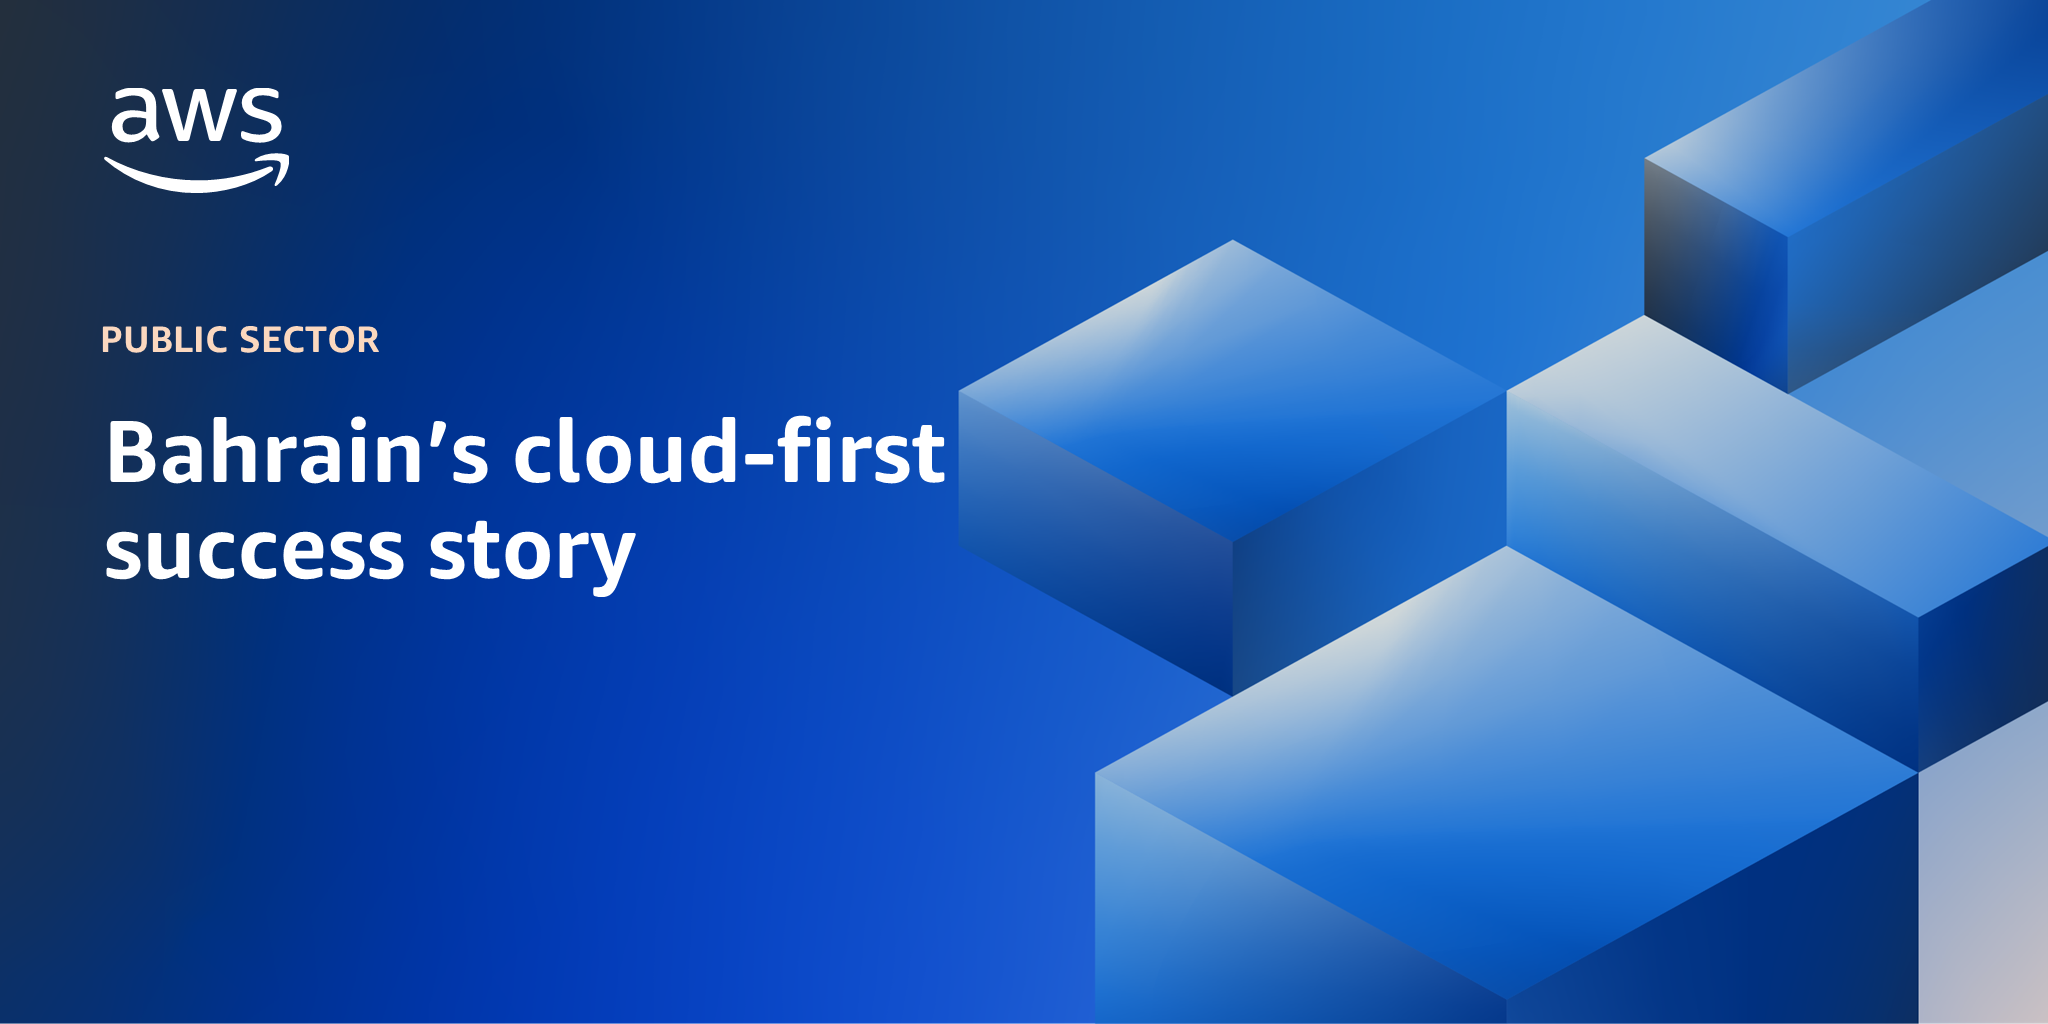 aws
PUBLIC SECTOR
Bahrain’s cloud-first
success story